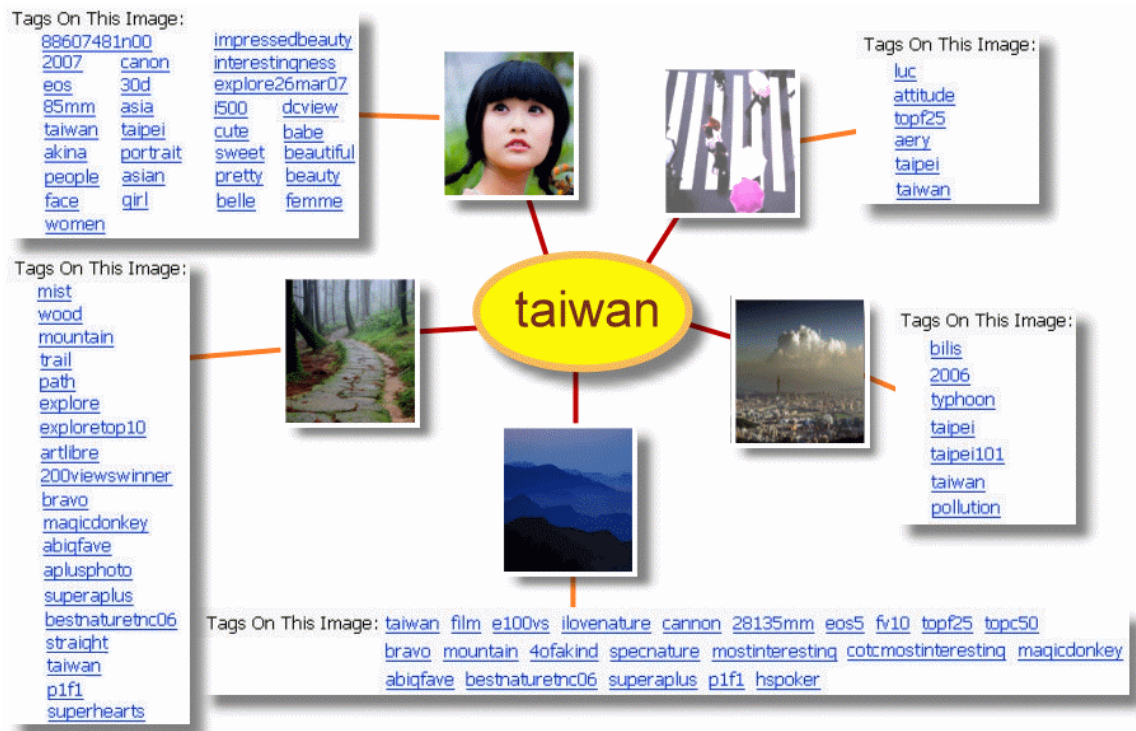 Tags On This Image:
88607481n00 impressedbeauty
2007 canon interestingness
eos 30d explore26mar07
85mm asia i500 dcview
taiwan taipei cute babe
akina portrait sweet beautiful
people asian pretty beauty
face girl belle femme
women
Tags On This Image:
luc
attitude
topf25
aery
taipei
taiwan
taiwan
Tags On This Image:
mist
wood
mountain
trail
path
explore
exploretop10
artlibre
200viewswinner
bravo
magicdonkey
abigfave
aplusphoto
superaplus
bestnaturetnc06
straight
taiwan
p1f1
superhearts
Tags On This Image:
bilis
2006
typhoon
taipei
taipei101
taiwan
pollution
Tags On This Image: taiwan film e100vs ilovenature cannon 28135mm eos5 fv10 topf25 topc50
bravo mountain 4ofakind specnature mostinteresting cotcmostinteresting magicdonkey
abigfave bestnaturetnc06 superaplus p1f1 hspoker